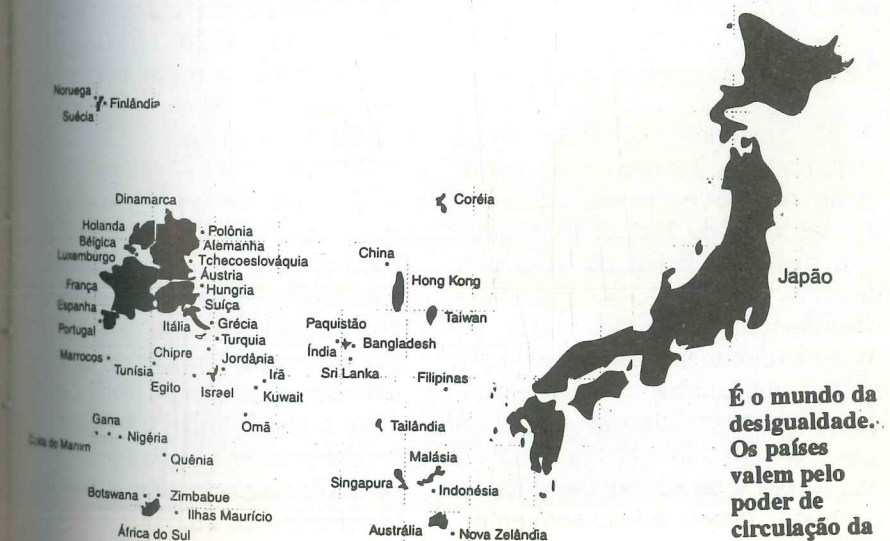 Noruega
Finlândia
Suécia
Dinamarca
Coréia
Holanda
Polônia
Bélgica
Alemanha
Luxemburgo
Tchecoeslováquia
China
Áustria
França
Hungria
Hong Kong
Japão
Espanha
Suíça
Portugal
Itália
Grécia
Paquistão
Taiwan
Turquia
Bangladesh
Marrocos
Chipre
Jordânia
Índia
Tunísia
Irã
Sri Lanka
Filipinas
Egito
Israel
Kuwait
Gana
Omã
Tailândia
Nigéria
Costa do Marfim
Quênia
Malásia
Singapura
Indonésia
Botswana
Zimbabue
Ilhas Maurício
África do Sul
Austrália
Nova Zelândia
É o mundo da
desigualdade.
Os países
valem pelo
poder de
circulação da